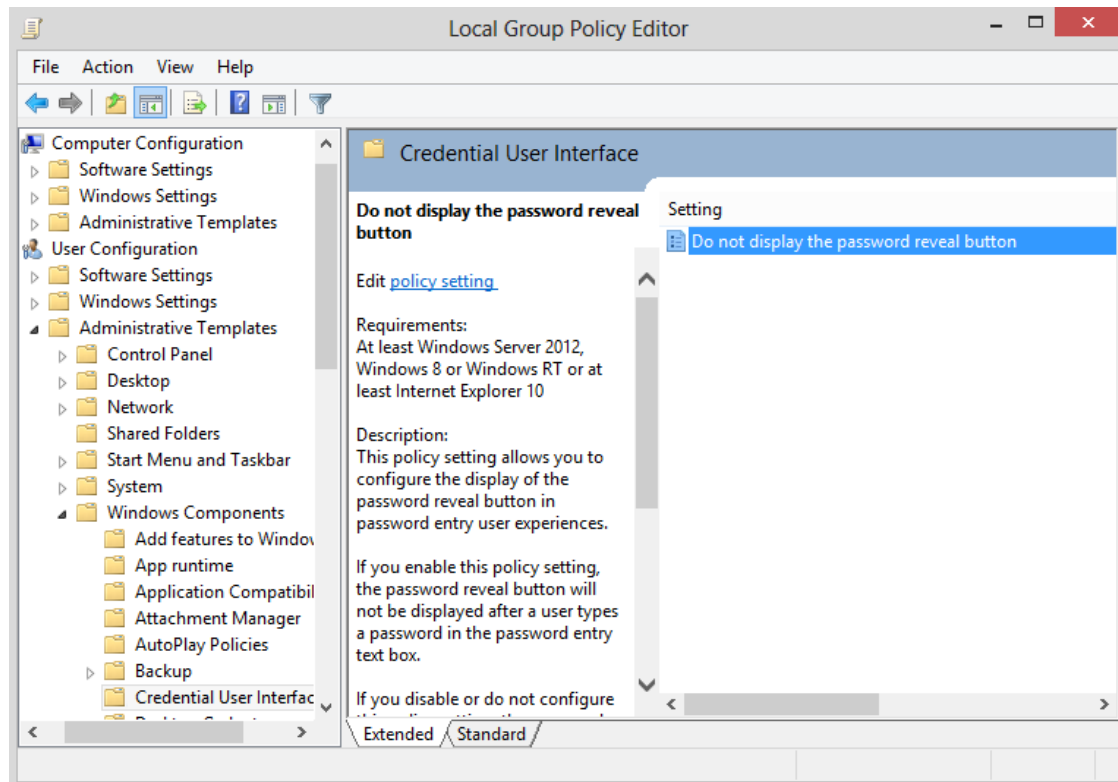 Local Group Policy Editor
File Action View Help
Computer Configuration
Software Settings
Windows Settings
Administrative Templates
User Configuration
Software Settings
Windows Settings
Administrative Templates
Control Panel
Desktop
Network
Shared Folders
Start Menu and Taskbar
System
Windows Components
Add features to Window
App runtime
Application Compatibil
Attachment Manager
AutoPlay Policies
Backup
Credential User Interfac
Credential User Interface
Do not display the password reveal
button
Edit policy setting
Requirements:
At least Windows Server 2012,
Windows 8 or Windows RT or at
least Internet Explorer 10
Description:
This policy setting allows you to
configure the display of the
password reveal button in
password entry user experiences.
If you enable this policy setting,
the password reveal button will
not be displayed after a user types
a password in the password entry
text box.
If you disable or do not configure
Setting
Do not display the password reveal button
Extended Standard